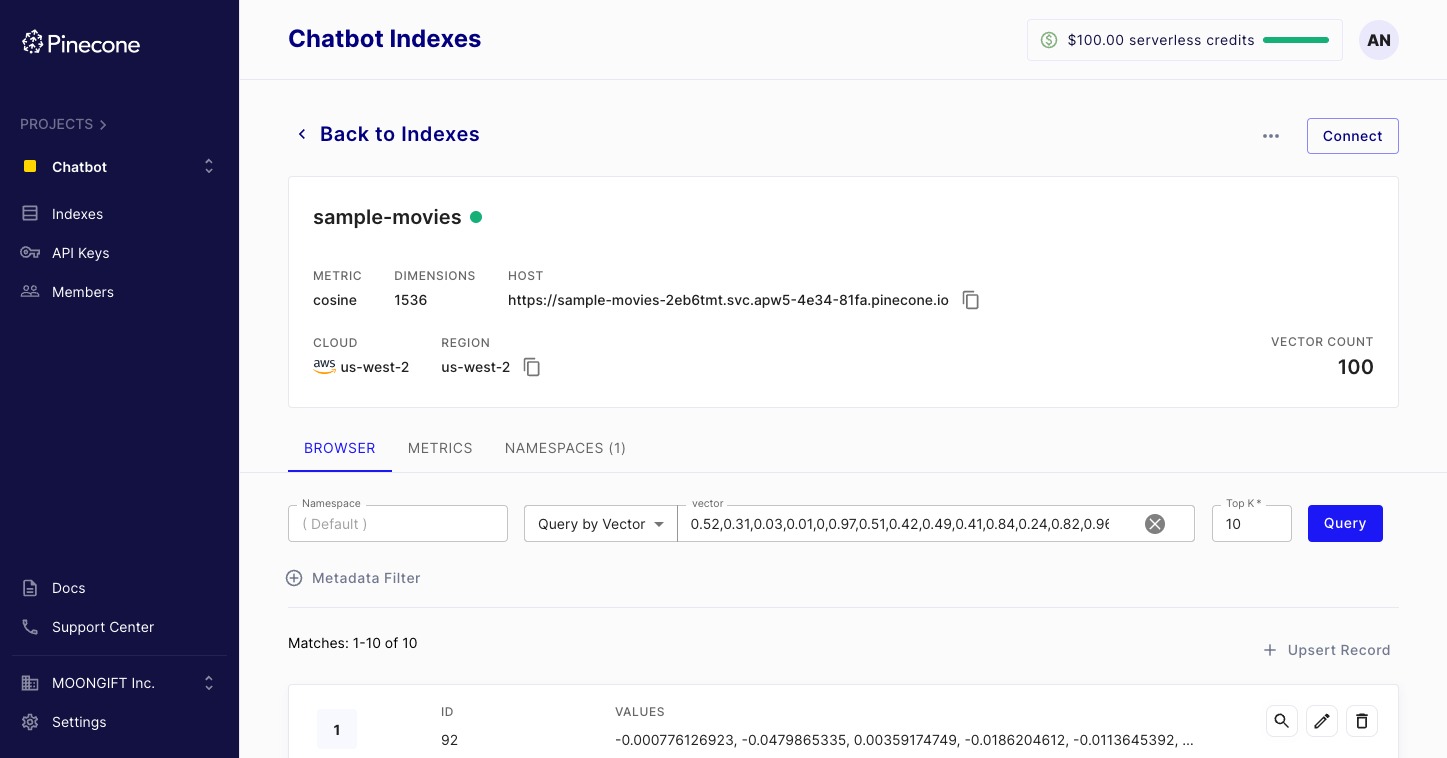 Pinecone
Chatbot Indexes
$100.00 serverless credits
AN
PROJECTS
Chatbot
Indexes
API Keys
Members
Docs
Support Center
MOONGIFT Inc.
Settings
Back to Indexes
Connect
sample-movies
METRIC DIMENSIONS HOST
cosine 1536 https://sample-movies-2eb6tmt.svc.apw5-4e34-81fa.pinecone.io
CLOUD REGION VECTOR COUNT
aws us-west-2 us-west-2 100
BROWSER METRICS NAMESPACES (1)
Namespace vector Top K *
( Default ) Query by Vector 0.52,0.31,0.03,0.01,0,0.97,0.51,0.42,0.49,0.41,0.84,0.24,0.82,0.96 10 Query
Metadata Filter
Matches: 1-10 of 10
Upsert Record
ID VALUES
1 92 -0.000776126923, -0.0479865335, 0.00359174749, -0.0186204612, -0.0113645392, ...